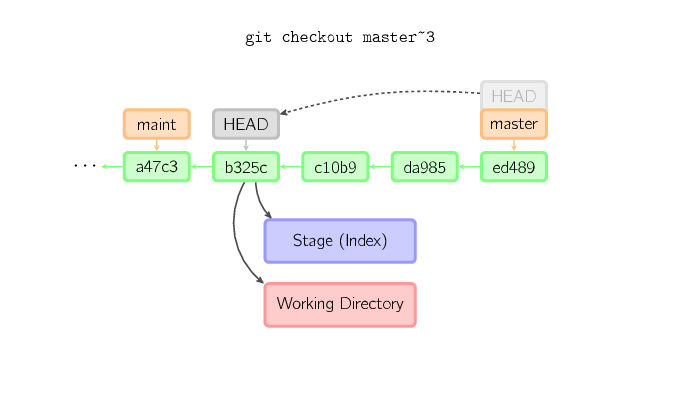 git checkout master~3
HEAD
maint HEAD master
... a47c3 b325c c10b9 da985 ed489
Stage (Index)
Working Directory